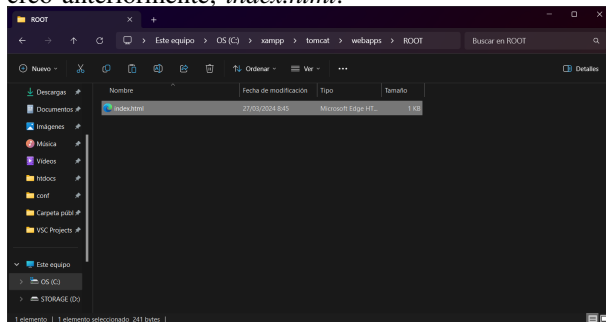 creó anteriormente, index.html.
ROOT
Este equipo > OS (C:) > xampp > tomcat > webapps > ROOT
Buscar en ROOT
Nuevo
Ordenar
Ver
Detalles
Nombre
Fecha de modificación
Tipo
Tamaño
index.html
27/03/2024 8:45
Microsoft Edge HT...
1 KB
Descargas
Documentos
Imágenes
Música
Vídeos
htdocs
conf
Carpeta públ
VSC Projects
Este equipo
OS (C:)
STORAGE (D:)
1 elemento | 1 elemento seleccionado 241 bytes |